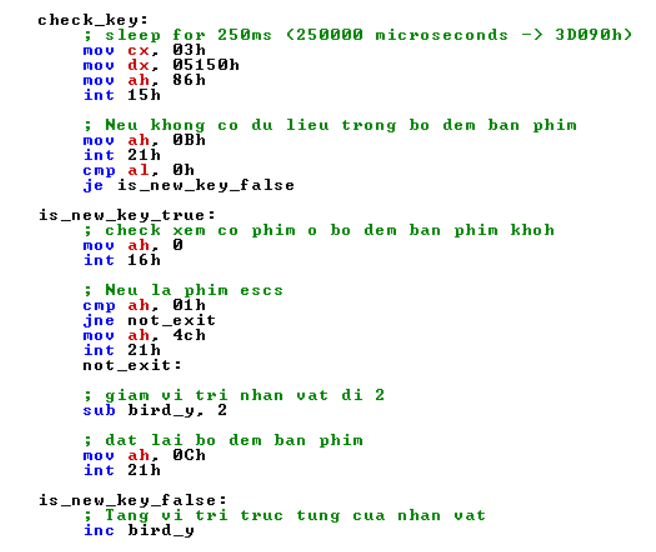 check_key:
; sleep for 250ms (250000 microseconds -> 3D090h)
mov cx, 03h
mov dx, 05150h
mov ah, 86h
int 15h
; Neu khong co du lieu trong bo dem ban phim
mov ah, 0Bh
int 21h
cmp al, 0h
je is_new_key_false
is_new_key_true:
; check xem co phim o bo dem ban phim khoh
mov ah, 0
int 16h
; Neu la phim escs
cmp ah, 01h
jne not_exit
mov ah, 4ch
int 21h
not_exit:
; giam vi tri nhan vat di 2
sub bird_y, 2
; dat lai bo dem ban phim
mov ah, 0Ch
int 21h
is_new_key_false:
; Tang vi tri truc tung cua nhan vat
inc bird_y